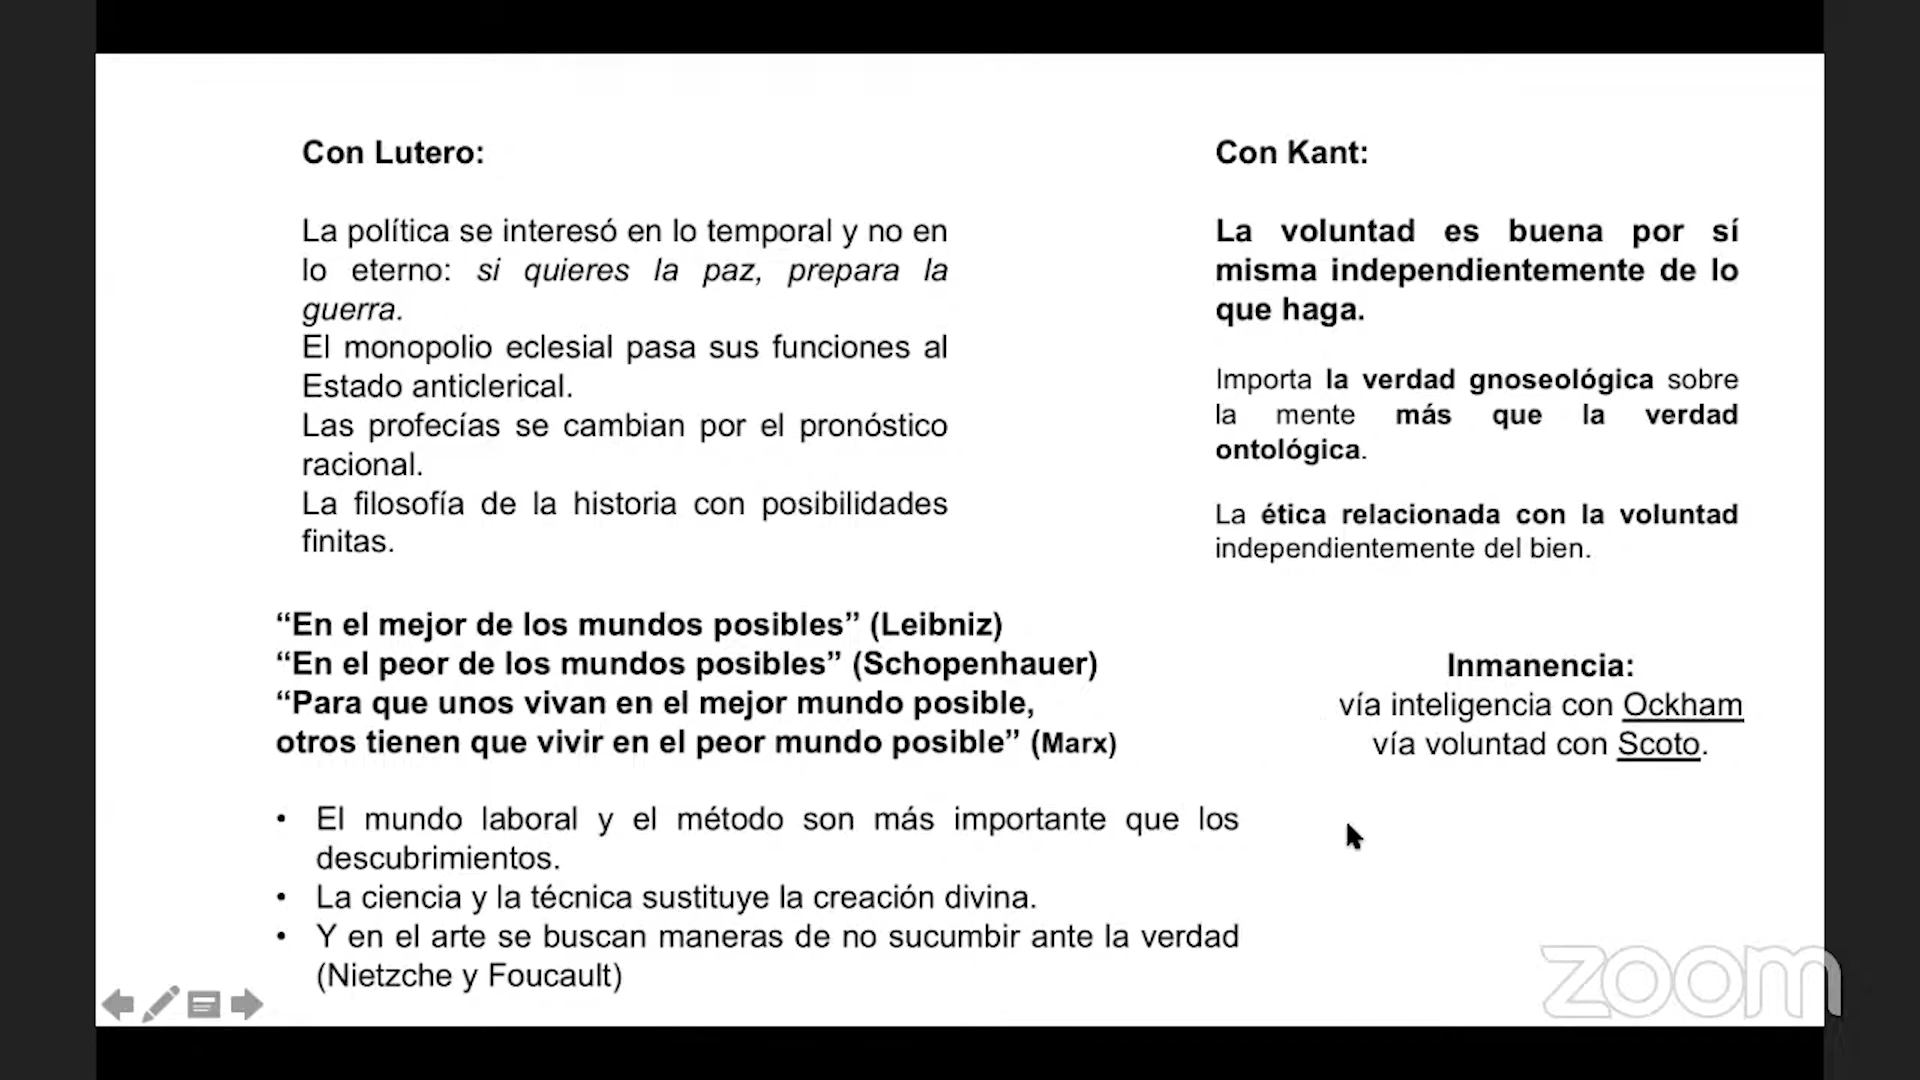 Con Lutero:
La política se interesó en lo temporal y no en
lo eterno: si quieres la paz, prepara la
guerra.
El monopolio eclesial pasa sus funciones al
Estado anticlerical.
Las profecías se cambian por el pronóstico
racional.
La filosofía de la historia con posibilidades
finitas.
Con Kant:
La voluntad es buena por sí
misma independientemente de lo
que haga.
Importa la verdad gnoseológica sobre
la mente más que la verdad
ontológica.
La ética relacionada con la voluntad
independientemente del bien.
“En el mejor de los mundos posibles” (Leibniz)
“En el peor de los mundos posibles” (Schopenhauer)
“Para que unos vivan en el mejor mundo posible,
otros tienen que vivir en el peor mundo posible” (Marx)
Inmanencia:
vía inteligencia con Ockham
vía voluntad con Scoto.
• El mundo laboral y el método son más importante que los
descubrimientos.
• La ciencia y la técnica sustituye la creación divina.
• Y en el arte se buscan maneras de no sucumbir ante la verdad
(Nietzche y Foucault)
zoom